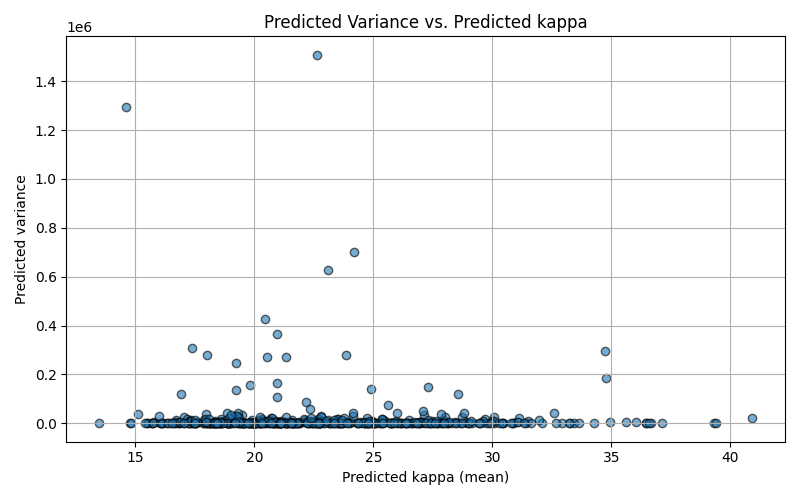 Predicted Variance vs. Predicted kappa
1e6
1.4
1.2
1.0
0.8
0.6
0.4
0.2
0.0
Predicted variance
15 20 25 30 35 40
Predicted kappa (mean)